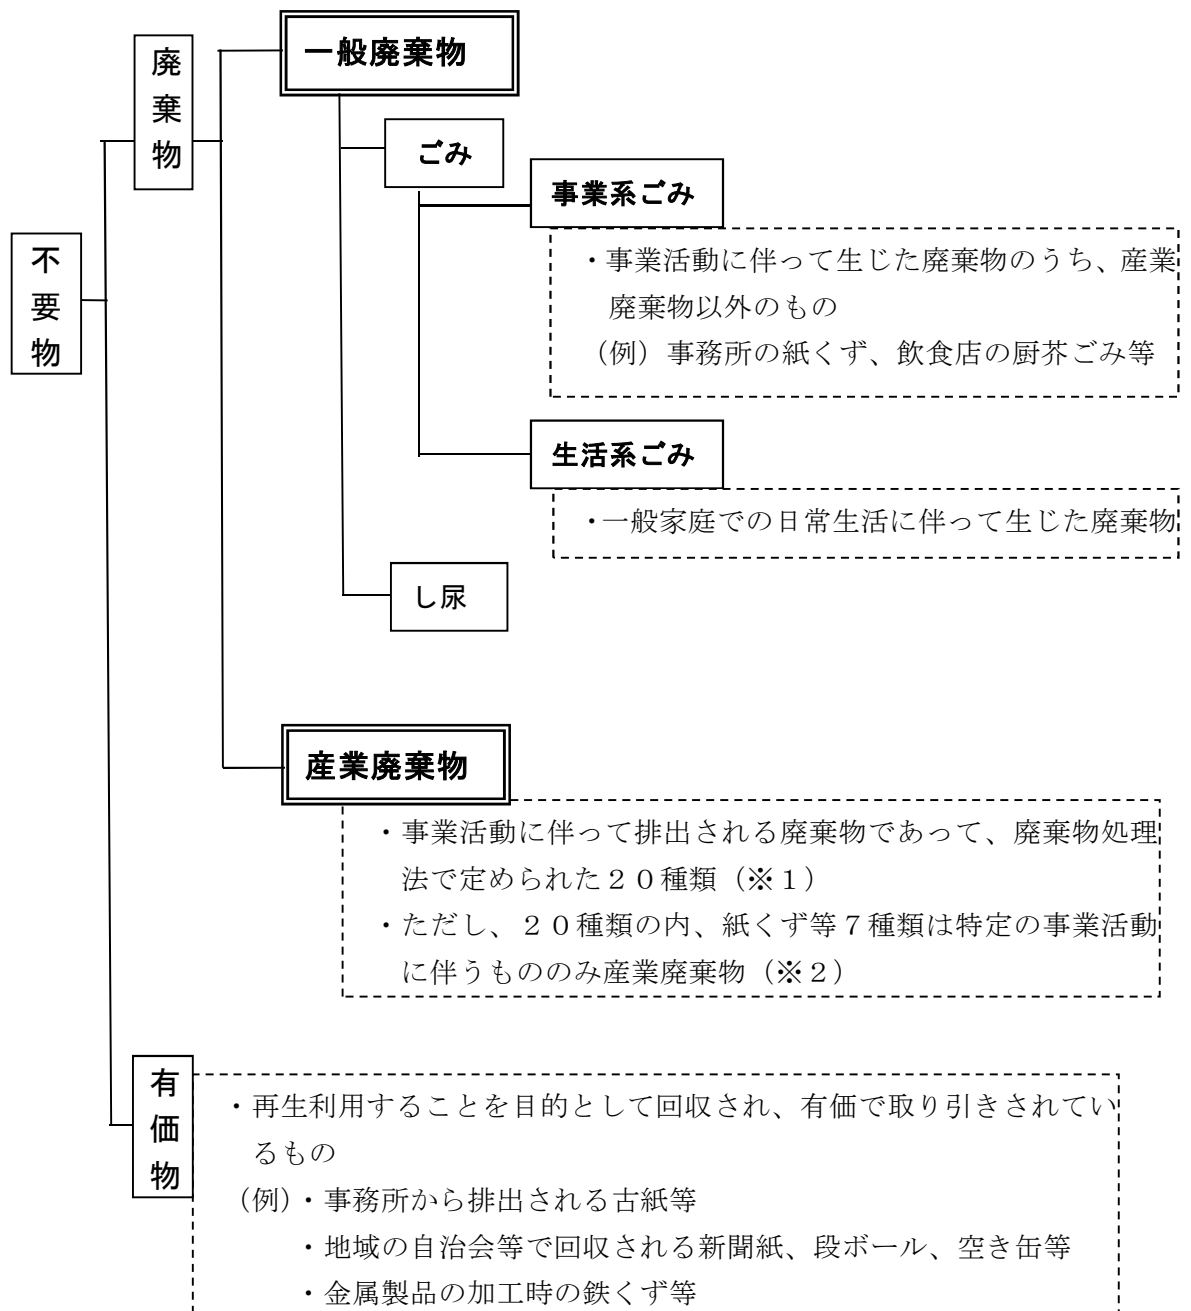 不要物
廃棄物
一般廃棄物
ごみ
事業系ごみ
・事業活動に伴って生じた廃棄物のうち、産業
廃棄物以外のもの
（例）事務所の紙くず、飲食店の厨芥ごみ等
生活系ごみ
・一般家庭での日常生活に伴って生じた廃棄物
し尿
産業廃棄物
・事業活動に伴って排出される廃棄物であって、廃棄物処理
法で定められた２０種類（※１）
・ただし、２０種類の内、紙くず等７種類は特定の事業活動
に伴うもののみ産業廃棄物（※２）
有価物
・再生利用することを目的として回収され、有価で取り引きされてい
るもの
（例）・事務所から排出される古紙等
・地域の自治会等で回収される新聞紙、段ボール、空き缶等
・金属製品の加工時の鉄くず等